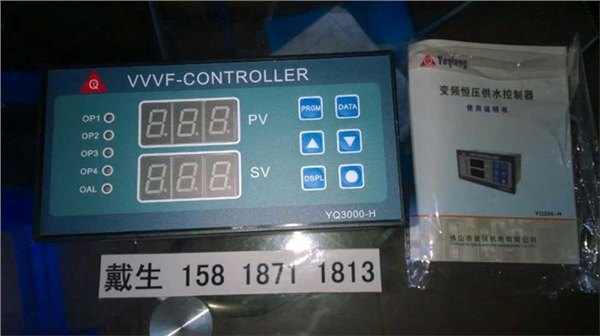 Q
VVVF-CONTROLLER
OP1
OP2
OP3
OP4
OAL
PV
SV
PRGM
DATA
DSPL
YQ3000-H
戴生 158 1871 1813
变频恒压供水控制器
使用说明书
YQ3000-H